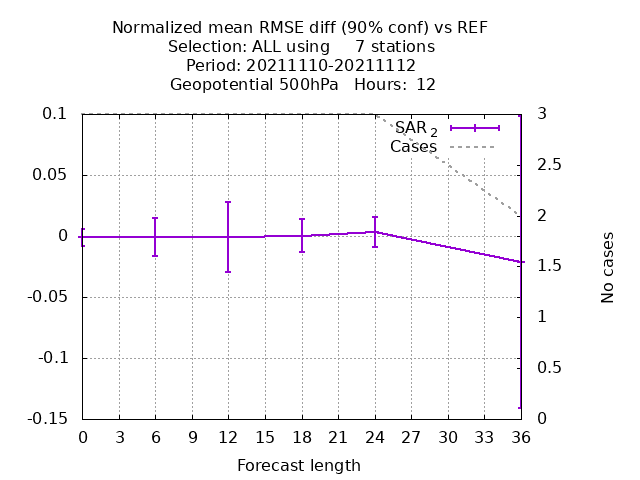 Normalized mean RMSE diff (90% conf) vs REF
Selection: ALL using     7 stations
Period: 20211110-20211112
Geopotential 500hPa   Hours:  12
SAR 2
Cases
0.1
0.05
0
-0.05
-0.1
-0.15
3
2.5
2
1.5
1
0.5
0
No cases
0 3 6 9 12 15 18 21 24 27 30 33 36
Forecast length